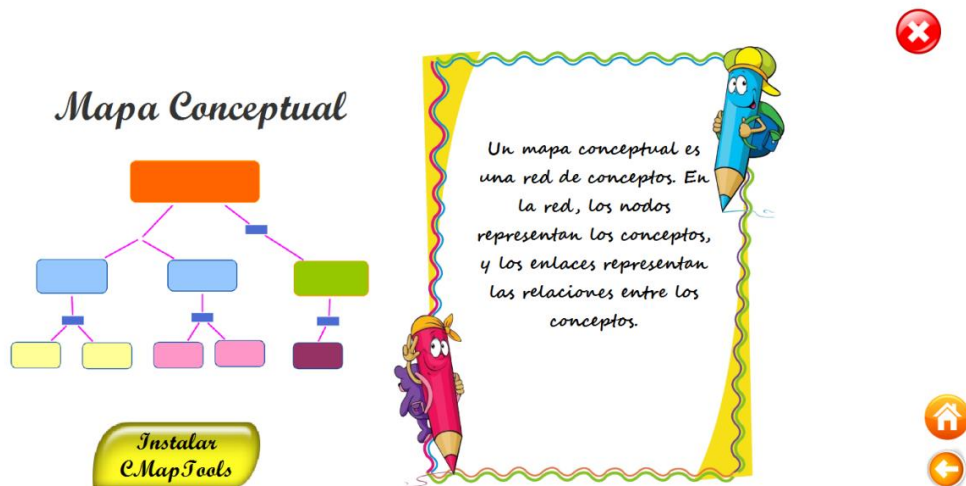 Mapa Conceptual
Un mapa conceptual es
una red de conceptos. En
la red, los nodos
representan los conceptos,
y los enlaces representan
las relaciones entre los
conceptos.
Instalar
CMapTools